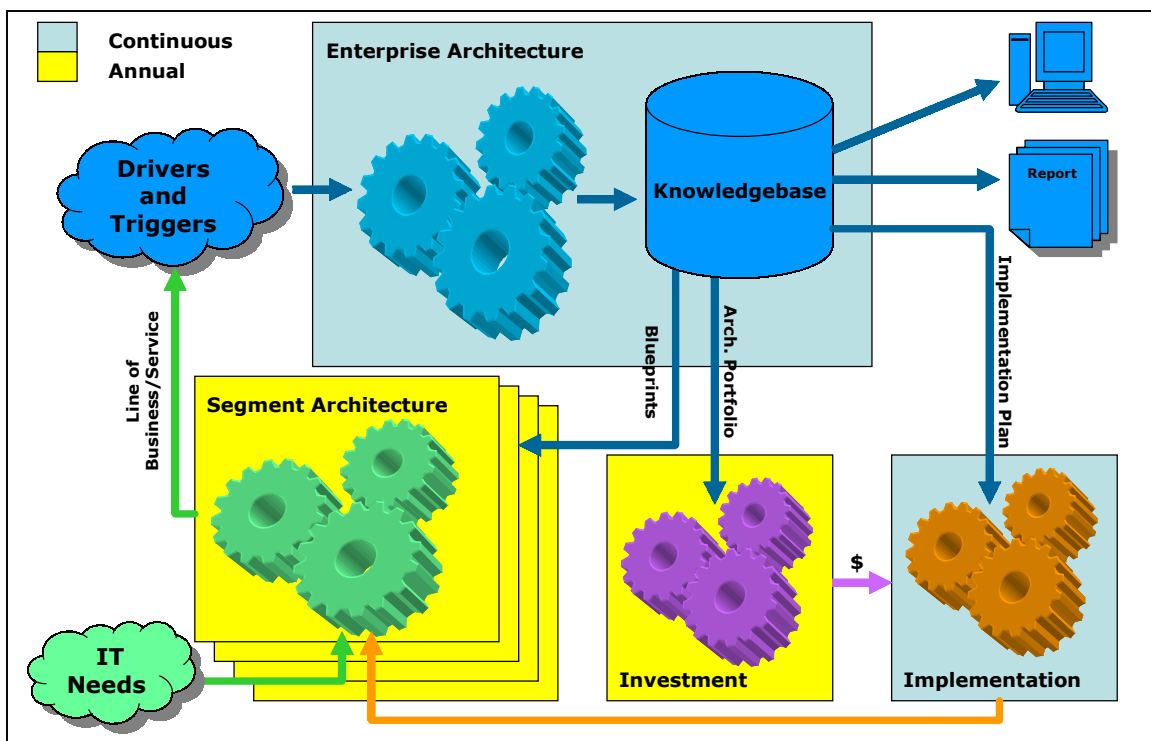 Continuous
Annual
Enterprise Architecture
Drivers
and
Triggers
Knowledgebase
Report
Line of
Business/Service
Blueprints
Arch. Portfolio
Implementation Plan
Segment Architecture
$
IT
Needs
Investment
Implementation